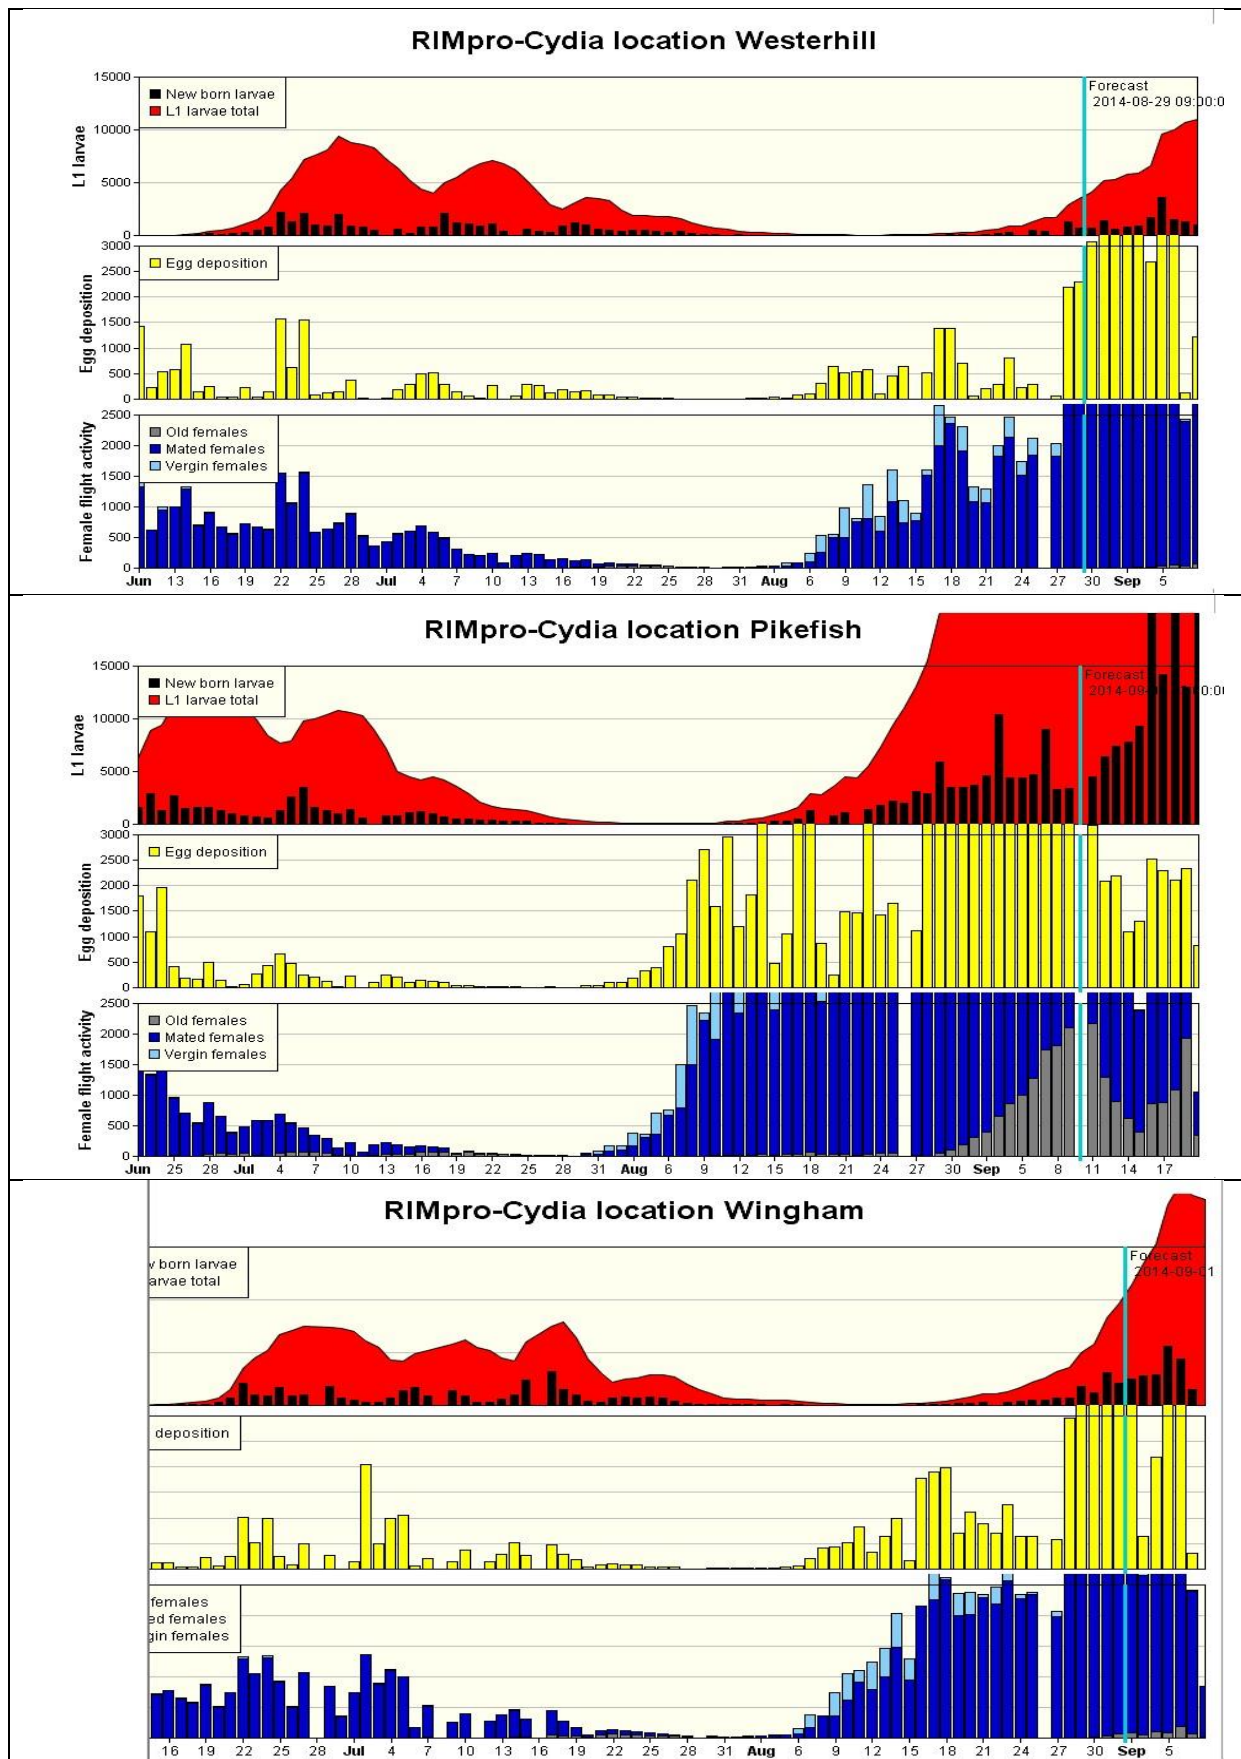 RIMpro-Cydia location Westerhill
15000
10000
5000
0
L1 larvae
New born larvae
L1 larvae total
Forecast
2014-08-29 09:00:0
3000
2500
2000
1500
1000
500
0
Egg deposition
Egg deposition
2500
2000
1500
1000
500
0
Female flight activity
Old females
Mated females
Vergin females
Jun 13 16 19 22 25 28 Jul 4 7 10 13 16 19 22 25 28 31 Aug 6 9 12 15 18 21 24 27 30 Sep 5
RIMpro-Cydia location Pikefish
15000
10000
5000
0
L1 larvae
New born larvae
L1 larvae total
Forecast
2014-09-
00:00
3000
2500
2000
1500
1000
500
0
Egg deposition
Egg deposition
2500
2000
1500
1000
500
0
Female flight activity
Old females
Mated females
Vergin females
Jun 25 28 Jul 4 7 10 13 16 19 22 25 28 31 Aug 6 9 12 15 18 21 24 27 30 Sep 5 8 11 14 17
RIMpro-Cydia location Wingham
w born larvae
arvae total
Forecast
2014-09-01
deposition
females
ed females
gin females
16 19 22 25 28 Jul 4 7 10 13 16 19 22 25 28 31 Aug 6 9 12 15 18 21 24 27 30 Sep 5